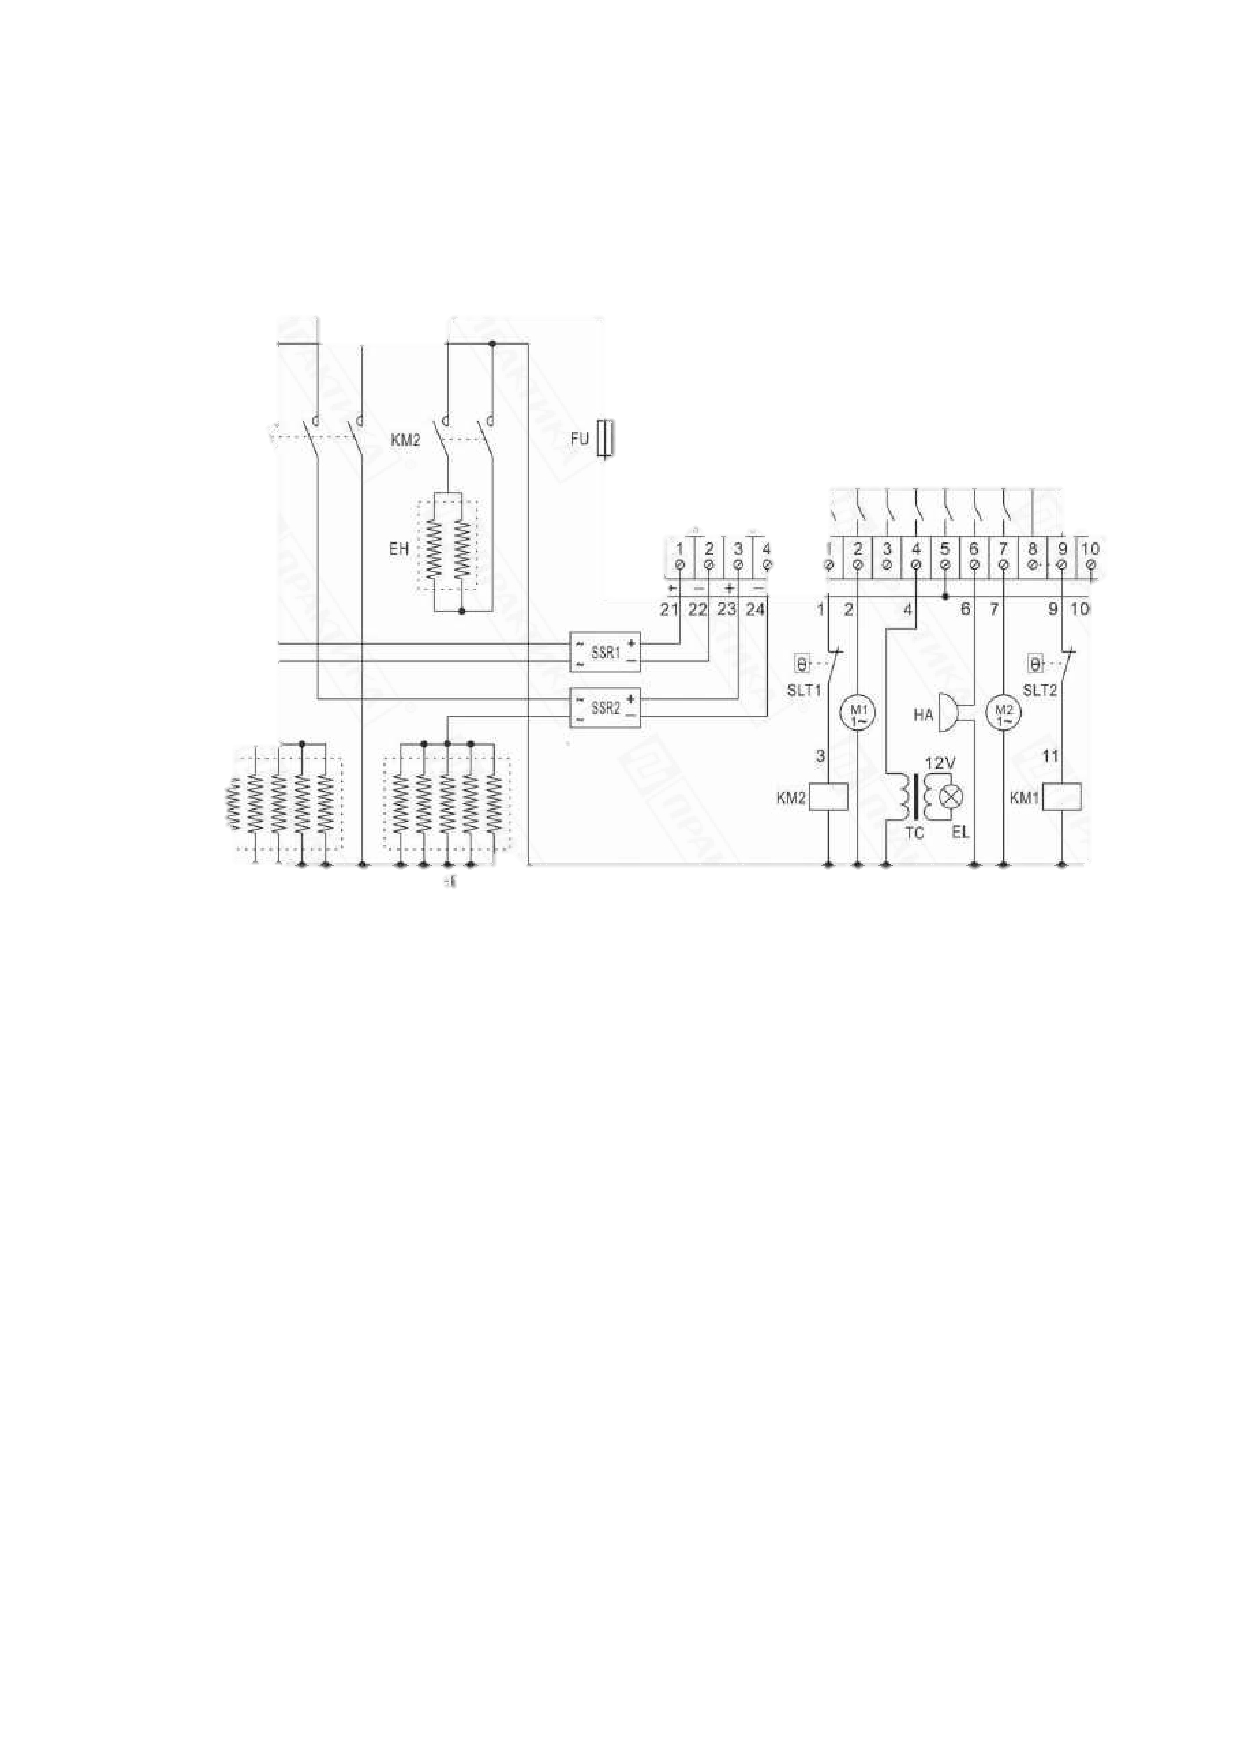 KM2
FU
EH
1 2 3 4
1 2 3 4 5 6 7 8 9 10
+ − + −
21 22 23 24
1 2 4 6 7 9 10
~ + SSR1 ~ −
θ SLT1
θ SLT2
~ + SSR2 ~ −
M1 1~
HA
M2 1~
3
12V
11
KM2
KM1
TC
EL
ПРАКТИКА